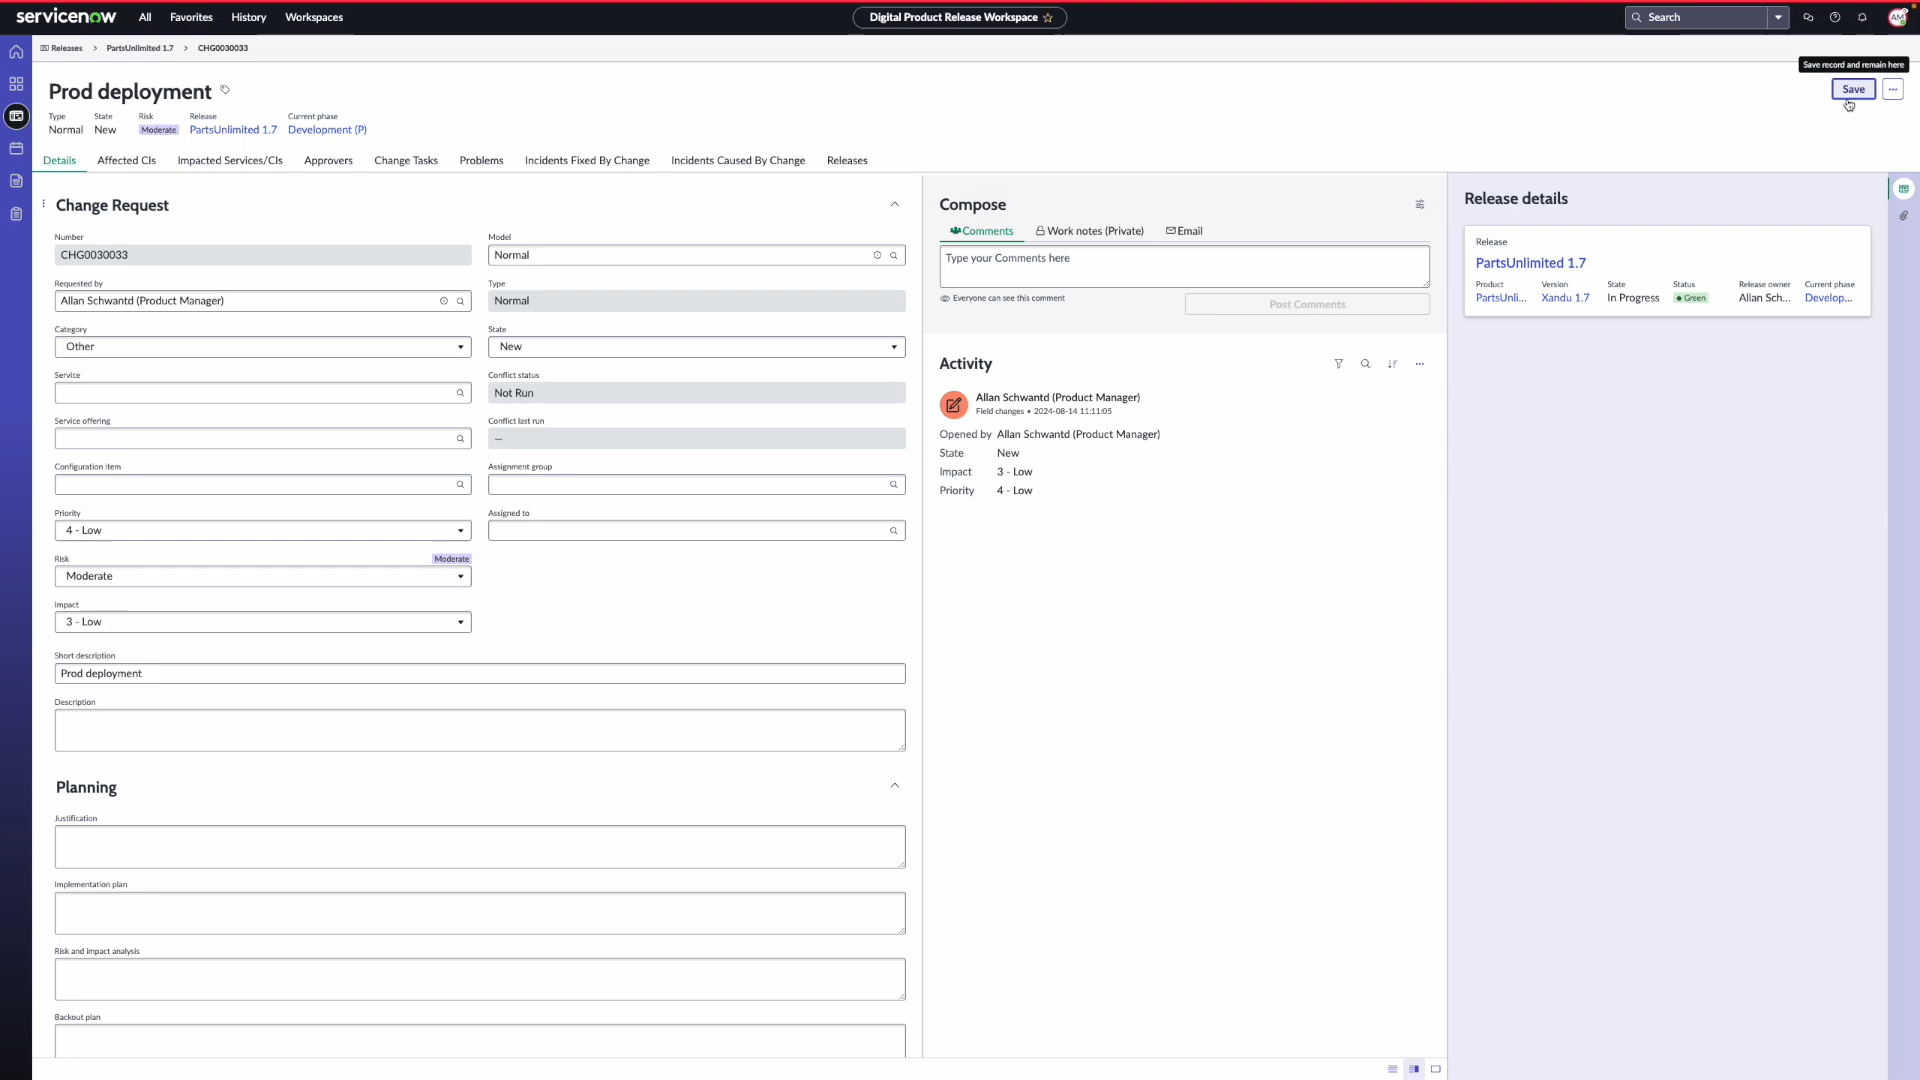 servicenow All Favorites History Workspaces
Digital Product Release Workspace
Search
AM
Releases > PartsUnlimited 1.7 > CHG0030033
Save record and remain here
Prod deployment
Save
Type State Risk Release Current phase
Normal New Moderate PartsUnlimited 1.7 Development (P)
Details Affected CIs Impacted Services/CIs Approvers Change Tasks Problems Incidents Fixed By Change Incidents Caused By Change Releases
Change Request
Number
CHG0030033
Model
Normal
Requested by
Allan Schwantd (Product Manager)
Type
Normal
Category
Other
State
New
Service
Conflict status
Not Run
Service offering
Conflict last run
—
Configuration item
Assignment group
Priority
4 - Low
Assigned to
Risk
Moderate
Moderate
Impact
3 - Low
Short description
Prod deployment
Description
Planning
Justification
Implementation plan
Risk and impact analysis
Backout plan
Compose
Comments Work notes (Private) Email
Type your Comments here
Everyone can see this comment
Post Comments
Activity
Allan Schwantd (Product Manager)
Field changes • 2024-08-14 11:11:05
Opened by Allan Schwantd (Product Manager)
State New
Impact 3 - Low
Priority 4 - Low
Release details
Release
PartsUnlimited 1.7
Product Version State Status Release owner Current phase
PartsUnli... Xandu 1.7 In Progress Green Allan Sch... Develop...